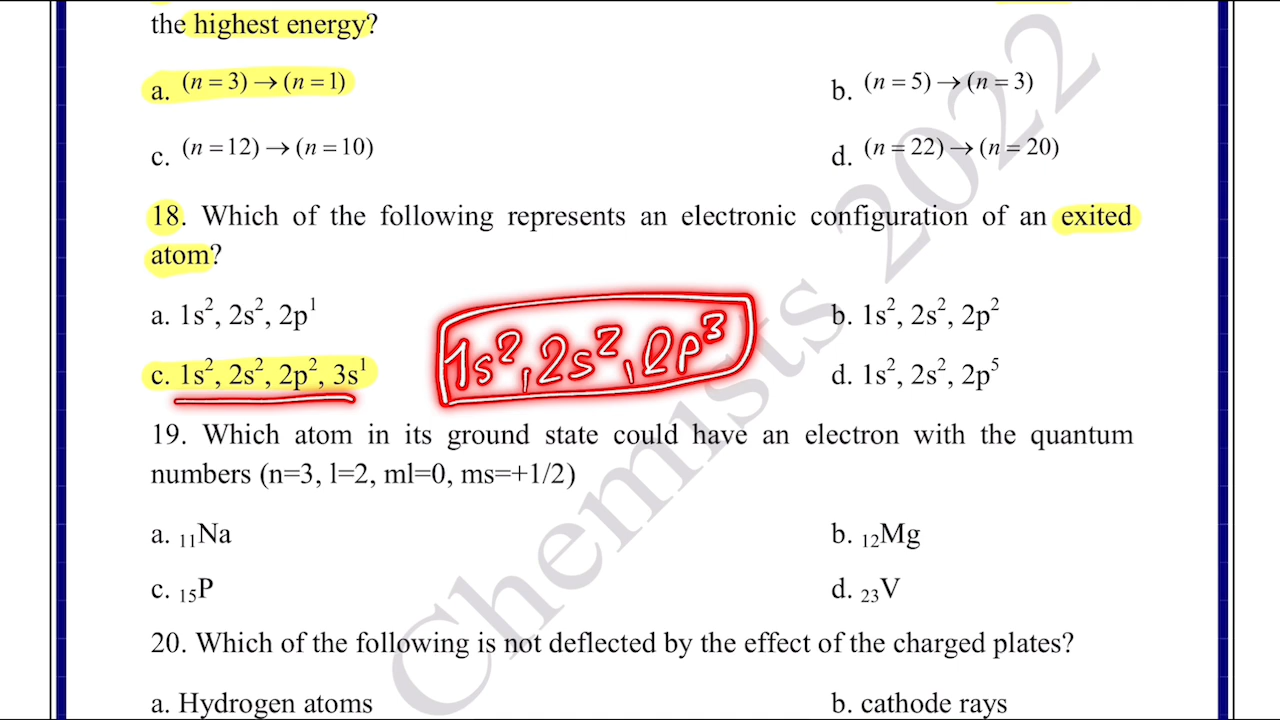 the highest energy?
a. (n = 3) → (n = 1)
b. (n = 5) → (n = 3)
c. (n = 12) → (n = 10)
d. (n = 22) → (n = 20)
18. Which of the following represents an electronic configuration of an exited
atom?
a. 1s², 2s², 2p¹
b. 1s², 2s², 2p²
c. 1s², 2s², 2p², 3s¹
1s², 2s², 2p³
d. 1s², 2s², 2p⁵
19. Which atom in its ground state could have an electron with the quantum
numbers (n=3, l=2, ml=0, ms=+1/2)
a. ₁₁Na
b. ₁₂Mg
c. ₁₅P
d. ₂₃V
20. Which of the following is not deflected by the effect of the charged plates?
a. Hydrogen atoms
b. cathode rays
Chemists 2022